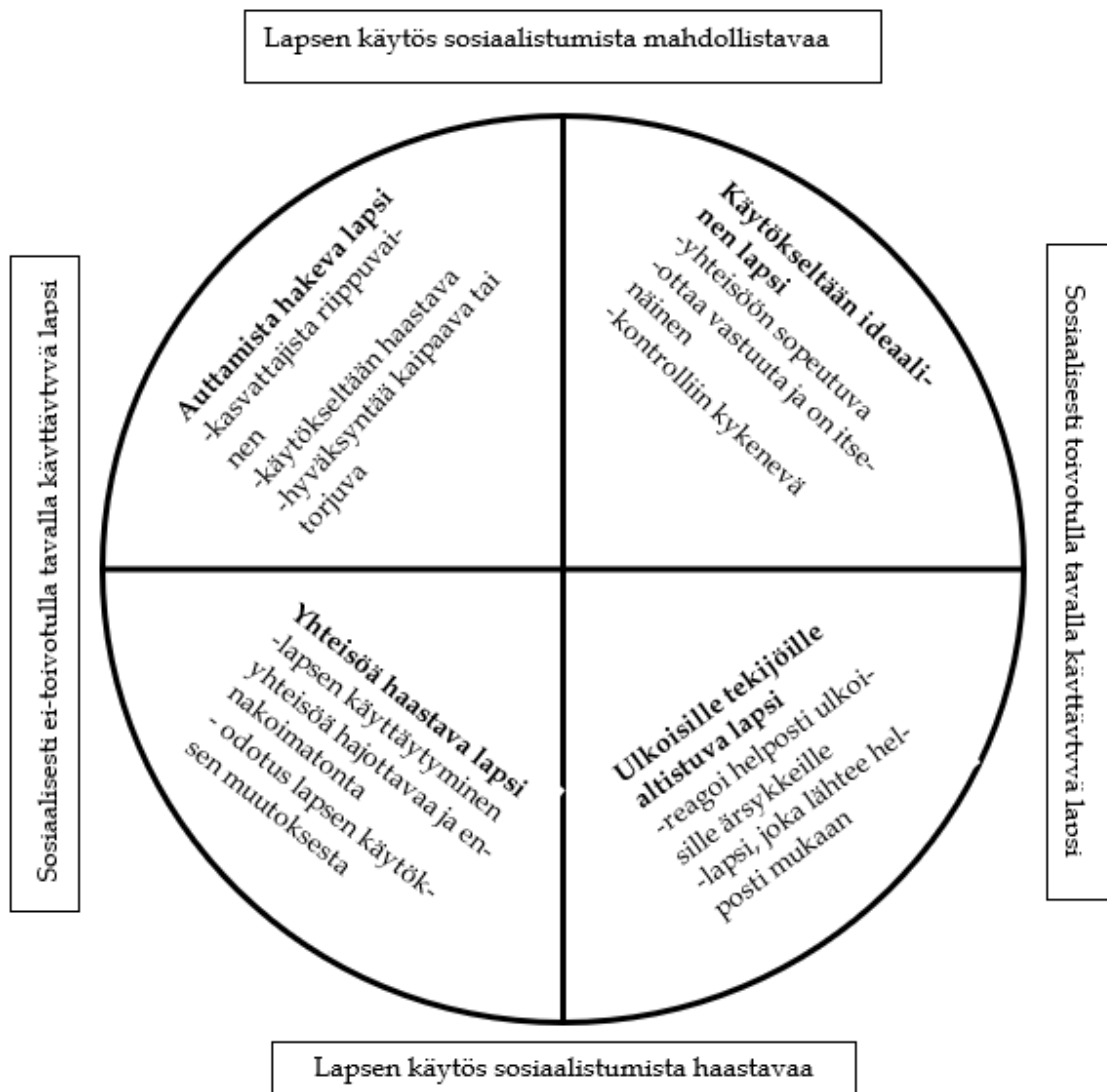 Lapsen käytös sosiaalistumista mahdollistavaa
Sosiaalisesti ei-toivotulla tavalla käyttäytyvä lapsi
Auttamista hakeva lapsi
-kasvattajista riippuvai-
nen
-käytökseltään haastava
-hyväksyntää kaipaava tai
torjuva
Käytökseltään ideaali-
nen lapsi
-yhteisöön sopeutuva
-ottaa vastuuta ja on itse-
näinen
-kontrolliin kykenevä
Sosiaalisesti toivotulla tavalla käyttäytyvä lapsi
Yhteisöä haastava lapsi
-lapsen käyttäytyminen
yhteisöä hajottavaa ja en-
nakoimatonta
- odotus lapsen käytök-
sen muutoksesta
Ulkoisille tekijöille
altistuva lapsi
-reagoi helposti ulkoi-
sille ärsykkeille
-lapsi, joka lähtee hel-
posti mukaan
Lapsen käytös sosiaalistumista haastavaa